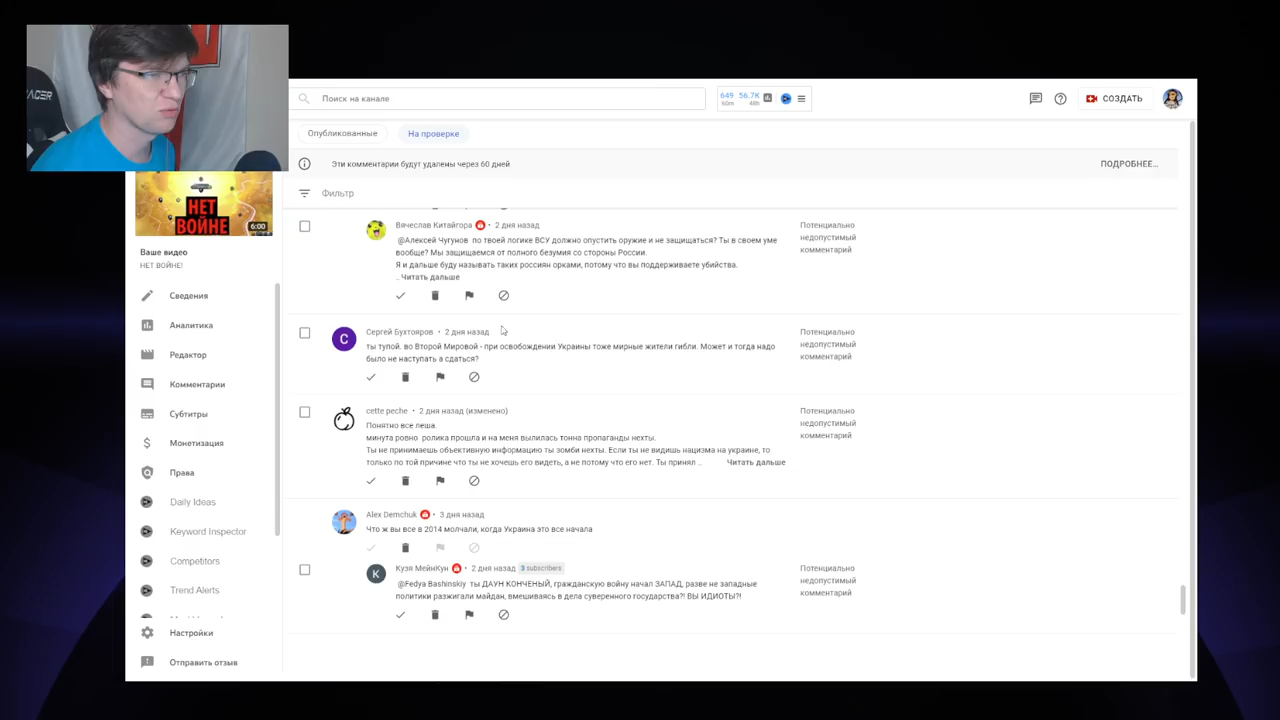 ACER
Поиск на канале
649 56.7K
60m 48h
СОЗДАТЬ
Опубликованные
На проверке
Эти комментарии будут удалены через 60 дней
ПОДРОБНЕЕ...
Фильтр
НЕТ
ВОЙНЕ
6:00
Ваше видео
НЕТ ВОЙНЕ!
Сведения
Аналитика
Редактор
Комментарии
Субтитры
Монетизация
Права
Daily Ideas
Keyword Inspector
Competitors
Trend Alerts
Настройки
Отправить отзыв
Вячеслав Китайгора • 2 дня назад
@Алексей Чугунов по твоей логике ВСУ должно опустить оружие и не защищаться? Ты в своем уме
вообще? Мы защищаемся от полного безумия со стороны России.
Я и дальше буду называть таких россиян орками, потому что вы поддерживаете убийства.
.. Читать дальше
Потенциально
недопустимый
комментарий
Сергей Бухтояров • 2 дня назад
ты тупой. во Второй Мировой - при освобождении Украины тоже мирные жители гибли. Может и тогда надо
было не наступать а сдаться?
Потенциально
недопустимый
комментарий
cette peche • 2 дня назад (изменено)
Понятно все леша.
минута ровно ролика прошла и на меня вылилась тонна пропаганды нехты.
Ты не принимаешь объективную информацию ты зомби нехты. Если ты не видишь нацизма на украине, то
только по той причине что ты не хочешь его видеть, а не потому что его нет. Ты принял .. Читать дальше
Потенциально
недопустимый
комментарий
Alex Demchuk • 3 дня назад
Что ж вы все в 2014 молчали, когда Украина это все начала
Кузя МейнКун • 2 дня назад 3 subscribers
@Fedya Bashinskiy ты ДАУН КОНЧЕНЫЙ, гражданскую войну начал ЗАПАД, разве не западные
политики разжигали майдан, вмешиваясь в дела суверенного государства?! ВЫ ИДИОТЫ?!
Потенциально
недопустимый
комментарий